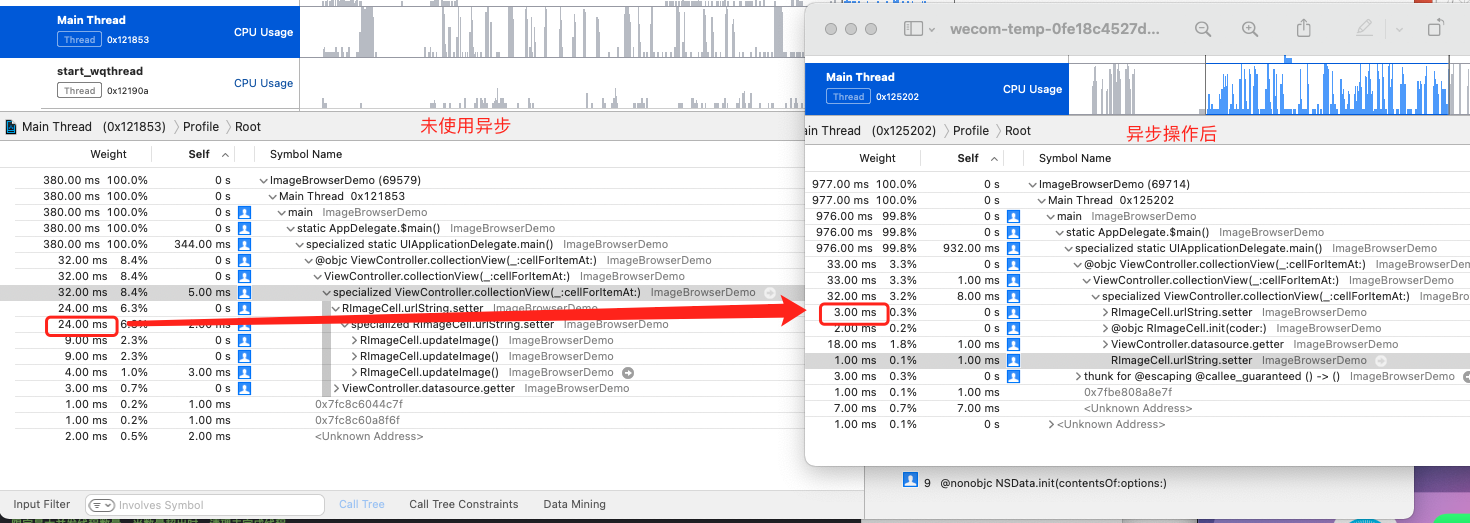 Main Thread
Thread 0x121853
CPU Usage
start_wqthread
Thread 0x12190a
CPU Usage
Main Thread (0x121853) Profile Root
未使用异步
Weight Self Symbol Name
380.00 ms 100.0% 0 s ImageBrowserDemo (69579)
380.00 ms 100.0% 0 s Main Thread 0x121853
380.00 ms 100.0% 0 s main ImageBrowserDemo
380.00 ms 100.0% 0 s static AppDelegate.$main() ImageBrowserDemo
380.00 ms 100.0% 344.00 ms specialized static UIApplicationDelegate.main() ImageBrowserDemo
32.00 ms 8.4% 0 s @objc ViewController.collectionView(_:cellForItemAt:) ImageBrowserDemo
32.00 ms 8.4% 0 s ViewController.collectionView(_:cellForItemAt:) ImageBrowserDemo
32.00 ms 8.4% 5.00 ms specialized ViewController.collectionView(_:cellForItemAt:) ImageBrowserDemo
24.00 ms 6.3% 0 s RImageCell.urlString.setter ImageBrowserDemo
24.00 ms 6.3% 2.00 ms specialized RImageCell.urlString.setter ImageBrowserDemo
9.00 ms 2.3% 0 s RImageCell.updateImage() ImageBrowserDemo
9.00 ms 2.3% 0 s RImageCell.updateImage() ImageBrowserDemo
4.00 ms 1.0% 3.00 ms RImageCell.updateImage() ImageBrowserDemo
3.00 ms 0.7% 0 s ViewController.datasource.getter ImageBrowserDemo
1.00 ms 0.2% 1.00 ms 0x7fc8c6044c7f
1.00 ms 0.2% 1.00 ms 0x7fc8c60a8f6f
2.00 ms 0.5% 2.00 ms <Unknown Address>
Input Filter Involves Symbol Call Tree Call Tree Constraints Data Mining
wecom-temp-0fe18c4527d...
Main Thread
Thread 0x125202
CPU Usage
ain Thread (0x125202) Profile Root
异步操作后
Weight Self Symbol Name
977.00 ms 100.0% 0 s ImageBrowserDemo (69714)
977.00 ms 100.0% 0 s Main Thread 0x125202
976.00 ms 99.8% 0 s main ImageBrowserDemo
976.00 ms 99.8% 0 s static AppDelegate.$main() ImageBrowserDemo
976.00 ms 99.8% 932.00 ms specialized static UIApplicationDelegate.main() ImageBrowserDemo
33.00 ms 3.3% 0 s @objc ViewController.collectionView(_:cellForItemAt:) ImageBrowserDemo
33.00 ms 3.3% 1.00 ms ViewController.collectionView(_:cellForItemAt:) ImageBrowserDemo
32.00 ms 3.2% 8.00 ms specialized ViewController.collectionView(_:cellForItemAt:) ImageBrowserDemo
3.00 ms 0.3% 0 s RImageCell.urlString.setter ImageBrowserDemo
2.00 ms 0.2% 0 s @objc RImageCell.init(coder:) ImageBrowserDemo
18.00 ms 1.8% 1.00 ms ViewController.datasource.getter ImageBrowserDemo
1.00 ms 0.1% 1.00 ms RImageCell.urlString.setter ImageBrowserDemo
3.00 ms 0.3% 0 s thunk for @escaping @callee_guaranteed () -> () ImageBrowserDemo
1.00 ms 0.1% 1.00 ms 0x7fbe808a8e7f
7.00 ms 0.7% 7.00 ms <Unknown Address>
1.00 ms 0.1% 0 s <Unknown Address>
9 @nonobjc NSData.init(contentsOf:options:)